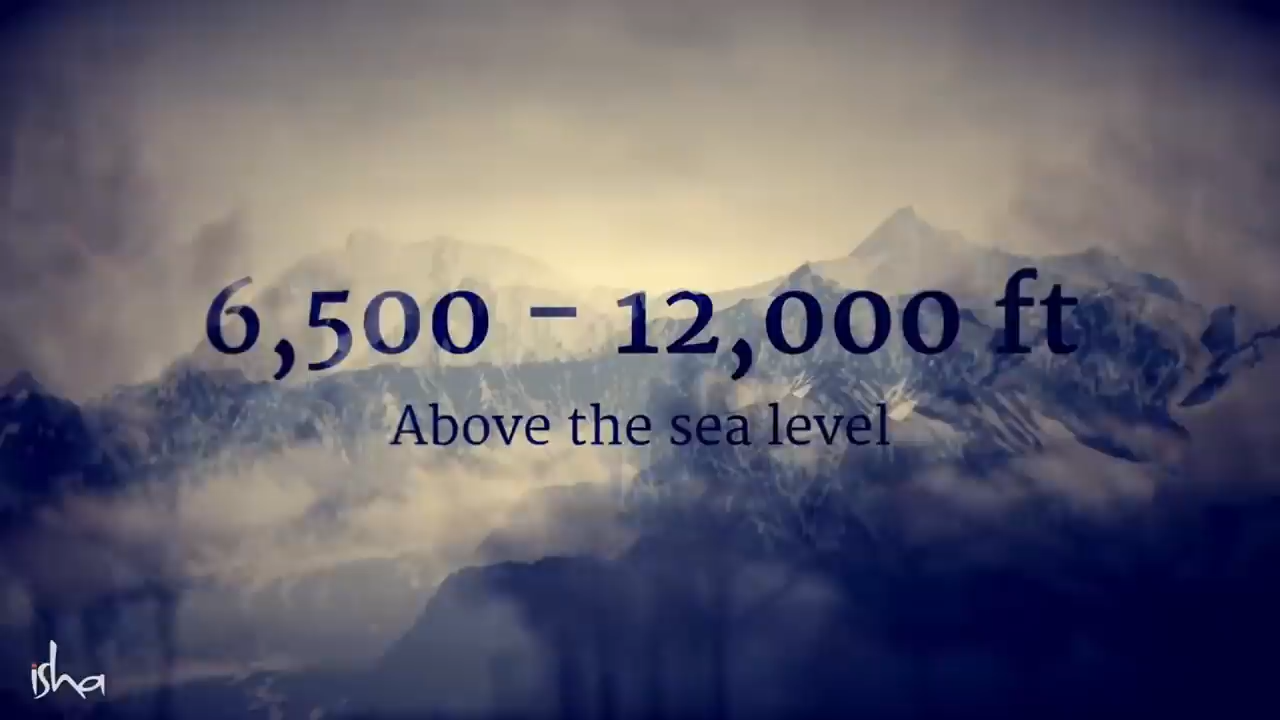 6,500 – 12,000 ft
Above the sea level
isha